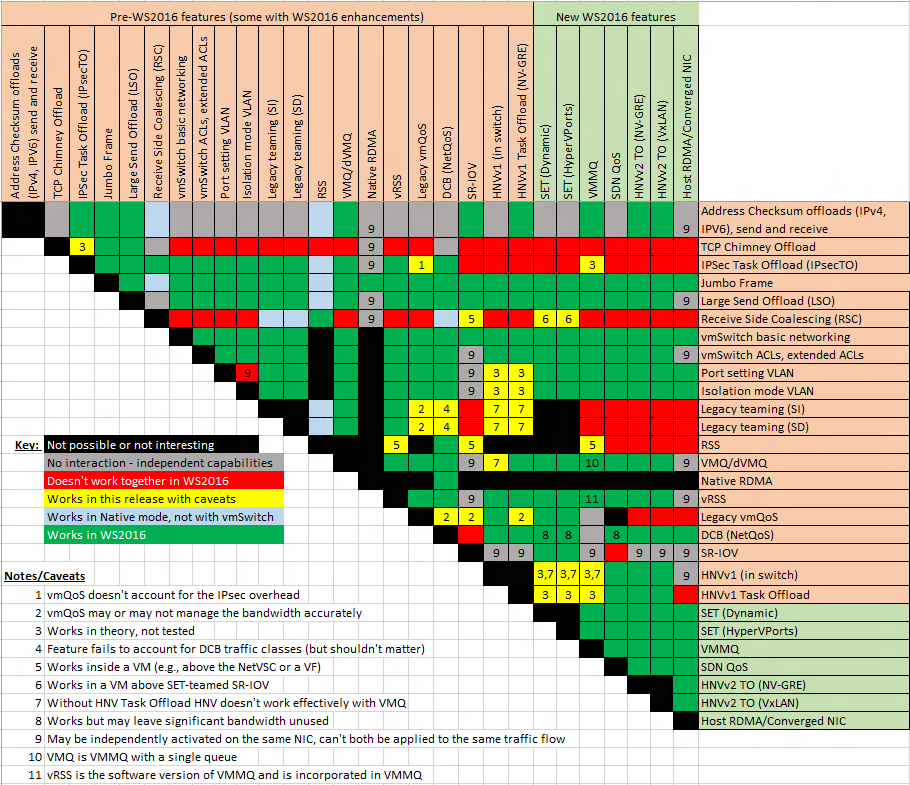 Pre-WS2016 features (some with WS2016 enhancements)
New WS2016 features
Address Checksum offloads
(IPv4, IPV6) send and receive
TCP Chimney Offload
IPSec Task Offload (IPsecTO)
Jumbo Frame
Large Send Offload (LSO)
Receive Side Coalescing (RSC)
vmSwitch basic networking
vmSwitch ACLs, extended ACLs
Port setting VLAN
Isolation mode VLAN
Legacy teaming (SI)
Legacy teaming (SD)
RSS
VMQ/dVMQ
Native RDMA
vRSS
Legacy vmQoS
DCB (NetQoS)
SR-IOV
HNVv1 (in switch)
HNVv1 Task Offload (NV-GRE)
SET (Dynamic)
SET (HyperVPorts)
VMMQ
SDN QoS
HNVv2 TO (NV-GRE)
HNVv2 TO (VxLAN)
Host RDMA/Converged NIC
9 9 Address Checksum offloads (IPv4,
IPV6), send and receive
3 9 TCP Chimney Offload
9 1 3 IPSec Task Offload (IPsecTO)
Jumbo Frame
9 9 Large Send Offload (LSO)
9 5 6 6 Receive Side Coalescing (RSC)
vmSwitch basic networking
9 9 vmSwitch ACLs, extended ACLs
9 9 3 3 Port setting VLAN
9 3 3 Isolation mode VLAN
2 4 7 7 Legacy teaming (SI)
2 4 7 7 Legacy teaming (SD)
Key: Not possible or not interesting 5 5 5 RSS
No interaction - independent capabilities 9 7 10 9 VMQ/dVMQ
Doesn't work together in WS2016 Native RDMA
Works in this release with caveats 9 11 9 vRSS
Works in Native mode, not with vmSwitch 2 2 2 Legacy vmQoS
Works in WS2016 8 8 8 DCB (NetQoS)
9 9 9 9 9 9 SR-IOV
Notes/Caveats 3,7 3,7 3,7 9 HNVv1 (in switch)
1 vmQoS doesn't account for the IPsec overhead 3 3 3 HNVv1 Task Offload
2 vmQoS may or may not manage the bandwidth accurately SET (Dynamic)
3 Works in theory, not tested SET (HyperVPorts)
4 Feature fails to account for DCB traffic classes (but shouldn't matter) VMMQ
5 Works inside a VM (e.g., above the NetVSC or a VF) SDN QoS
6 Works in a VM above SET-teamed SR-IOV HNVv2 TO (NV-GRE)
7 Without HNV Task Offload HNV doesn't work effectively with VMQ HNVv2 TO (VxLAN)
8 Works but may leave significant bandwidth unused Host RDMA/Converged NIC
9 May be independently activated on the same NIC, can't both be applied to the same traffic flow
10 VMQ is VMMQ with a single queue
11 vRSS is the software version of VMMQ and is incorporated in VMMQ